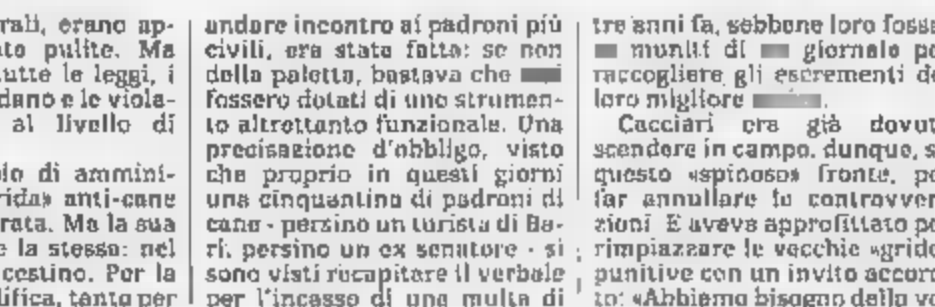 rali, erano ap-
to pulite. Ma
tutte le leggi, i
dano e le viola-
al livello di
lo di ammini-
rida» anti-cane
rata. Ma la sua
e la stessa: nel
cestino. Por la
lifica, tanto per
andare incontro ai padroni più
civili, era stata fatta: se non
della paletta, bastava che
fossero dotati di uno strumen-
to altrettanto funzionale. Una
precisazione d'obbligo, visto
che proprio in questi giorni
una cinquantina di padroni di
cane - persino un turista di Ba-
ri, persino un ex senatore - si
sono visti recapitare il verbale
per l'incasso di una multa di
tre anni fa, sebbene loro fosse
muniti di giornale pe
raccogliere gli escrementi de
loro migliore
Cacciari era già dovut
scendere in campo, dunque, s
questo «spinoso» fronte, pe
far annullare le contravven
zioni. E aveva approfittato pe
rimpiazzare le vecchie «grida
punitive con un invito accora
to: «Abbiamo bisogno della vo